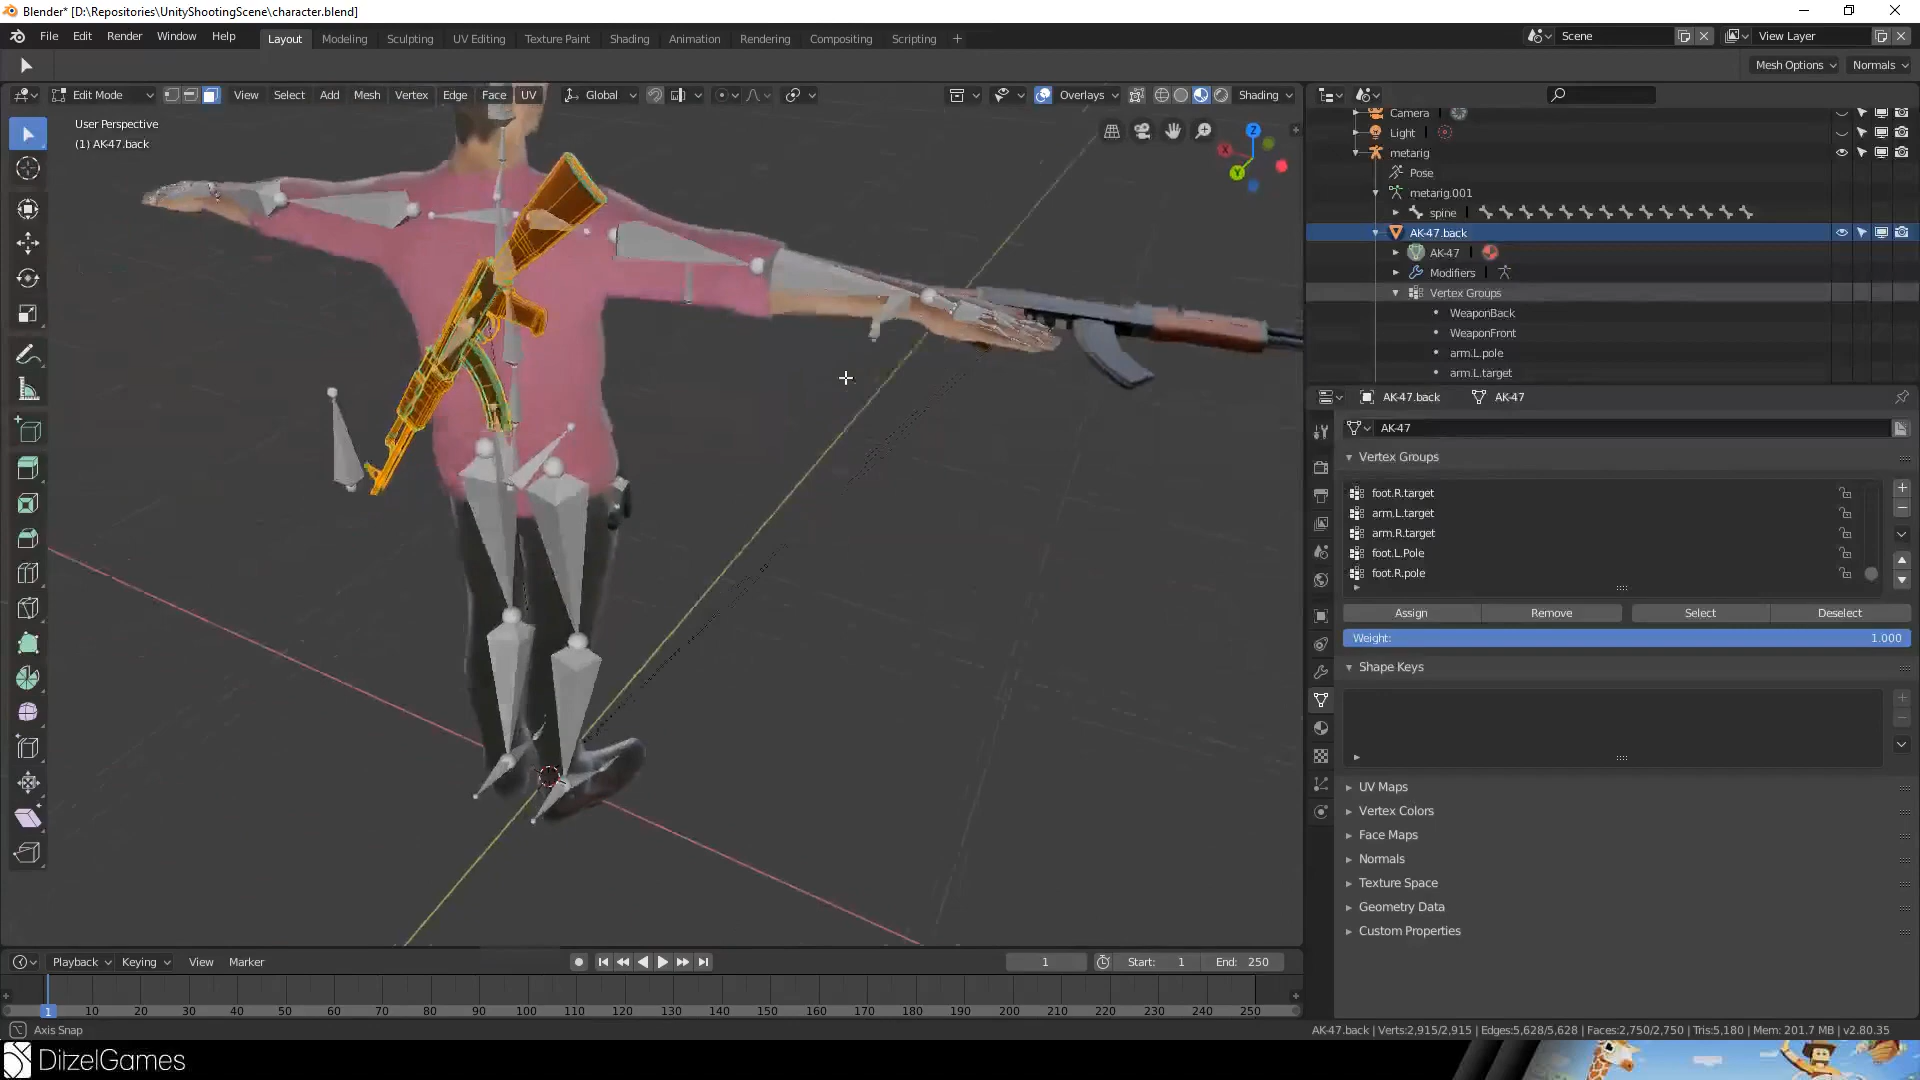 Blender* [D:\Repositories\UnityShootingScene\character.blend]
File Edit Render Window Help Layout Modeling Sculpting UV Editing Texture Paint Shading Animation Rendering Compositing Scripting + Scene View Layer
Mesh Options Normals
Edit Mode View Select Add Mesh Vertex Edge Face UV Global Overlays Shading
User Perspective
(1) AK-47.back
Z
X
Y
Camera
Light
metarig
Pose
metarig.001
spine
AK-47.back
AK-47
Modifiers
Vertex Groups
WeaponBack
WeaponFront
arm.L.pole
arm.L.target
AK-47.back AK-47
AK-47
Vertex Groups
foot.R.target
arm.L.target
arm.R.target
foot.L.Pole
foot.R.pole
Assign Remove Select Deselect
Weight: 1.000
Shape Keys
UV Maps
Vertex Colors
Face Maps
Normals
Texture Space
Geometry Data
Custom Properties
Playback Keying View Marker 1 Start: 1 End: 250
1 10 20 30 40 50 60 70 80 90 100 110 120 130 140 150 160 170 180 190 200 210 220 230 240 250
Axis Snap
AK-47.back | Verts:2,915/2,915 | Edges:5,628/5,628 | Faces:2,750/2,750 | Tris:5,180 | Mem: 201.7 MB | v2.80.35
DitzelGames